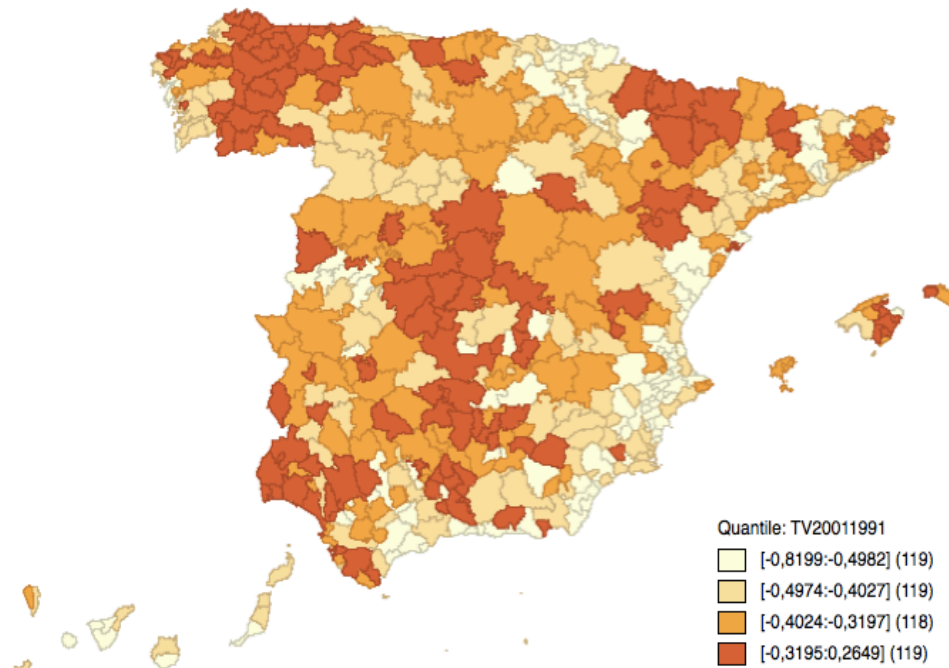 Quantile: TV20011991
[-0,8199:-0,4982] (119)
[-0,4974:-0,4027] (119)
[-0,4024:-0,3197] (118)
[-0,3195:0,2649] (119)